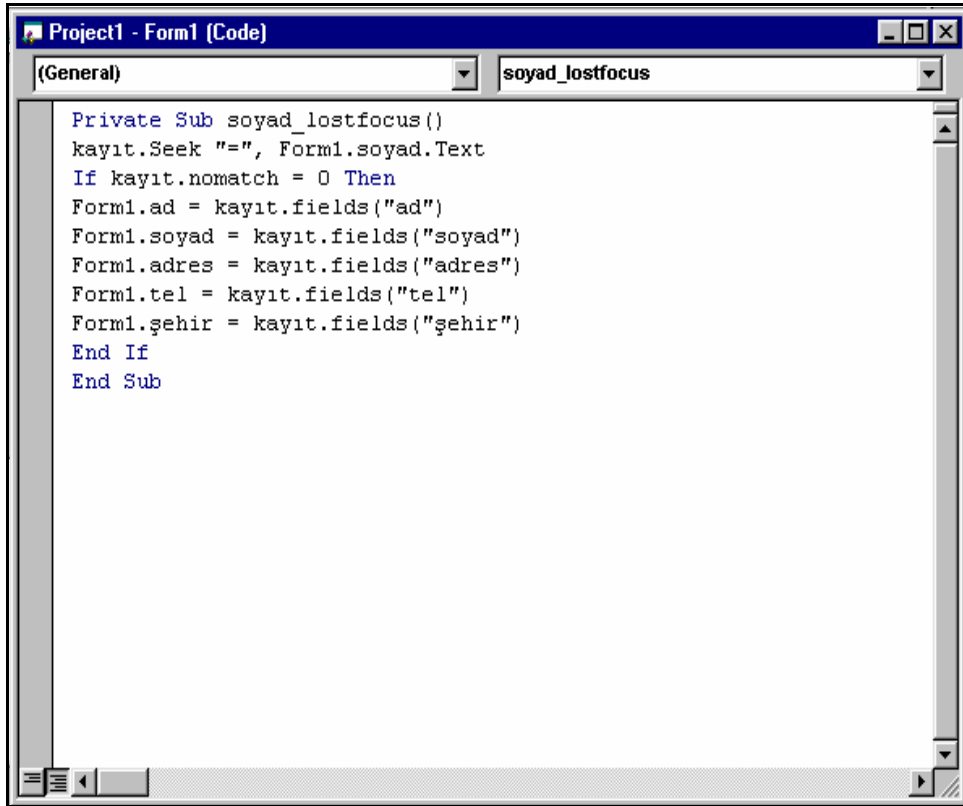 Project1 - Form1 (Code)
(General) soyad_lostfocus
Private Sub soyad_lostfocus()
kayıt.Seek "=", Form1.soyad.Text
If kayıt.nomatch = 0 Then
Form1.ad = kayıt.fields("ad")
Form1.soyad = kayıt.fields("soyad")
Form1.adres = kayıt.fields("adres")
Form1.tel = kayıt.fields("tel")
Form1.şehir = kayıt.fields("şehir")
End If
End Sub